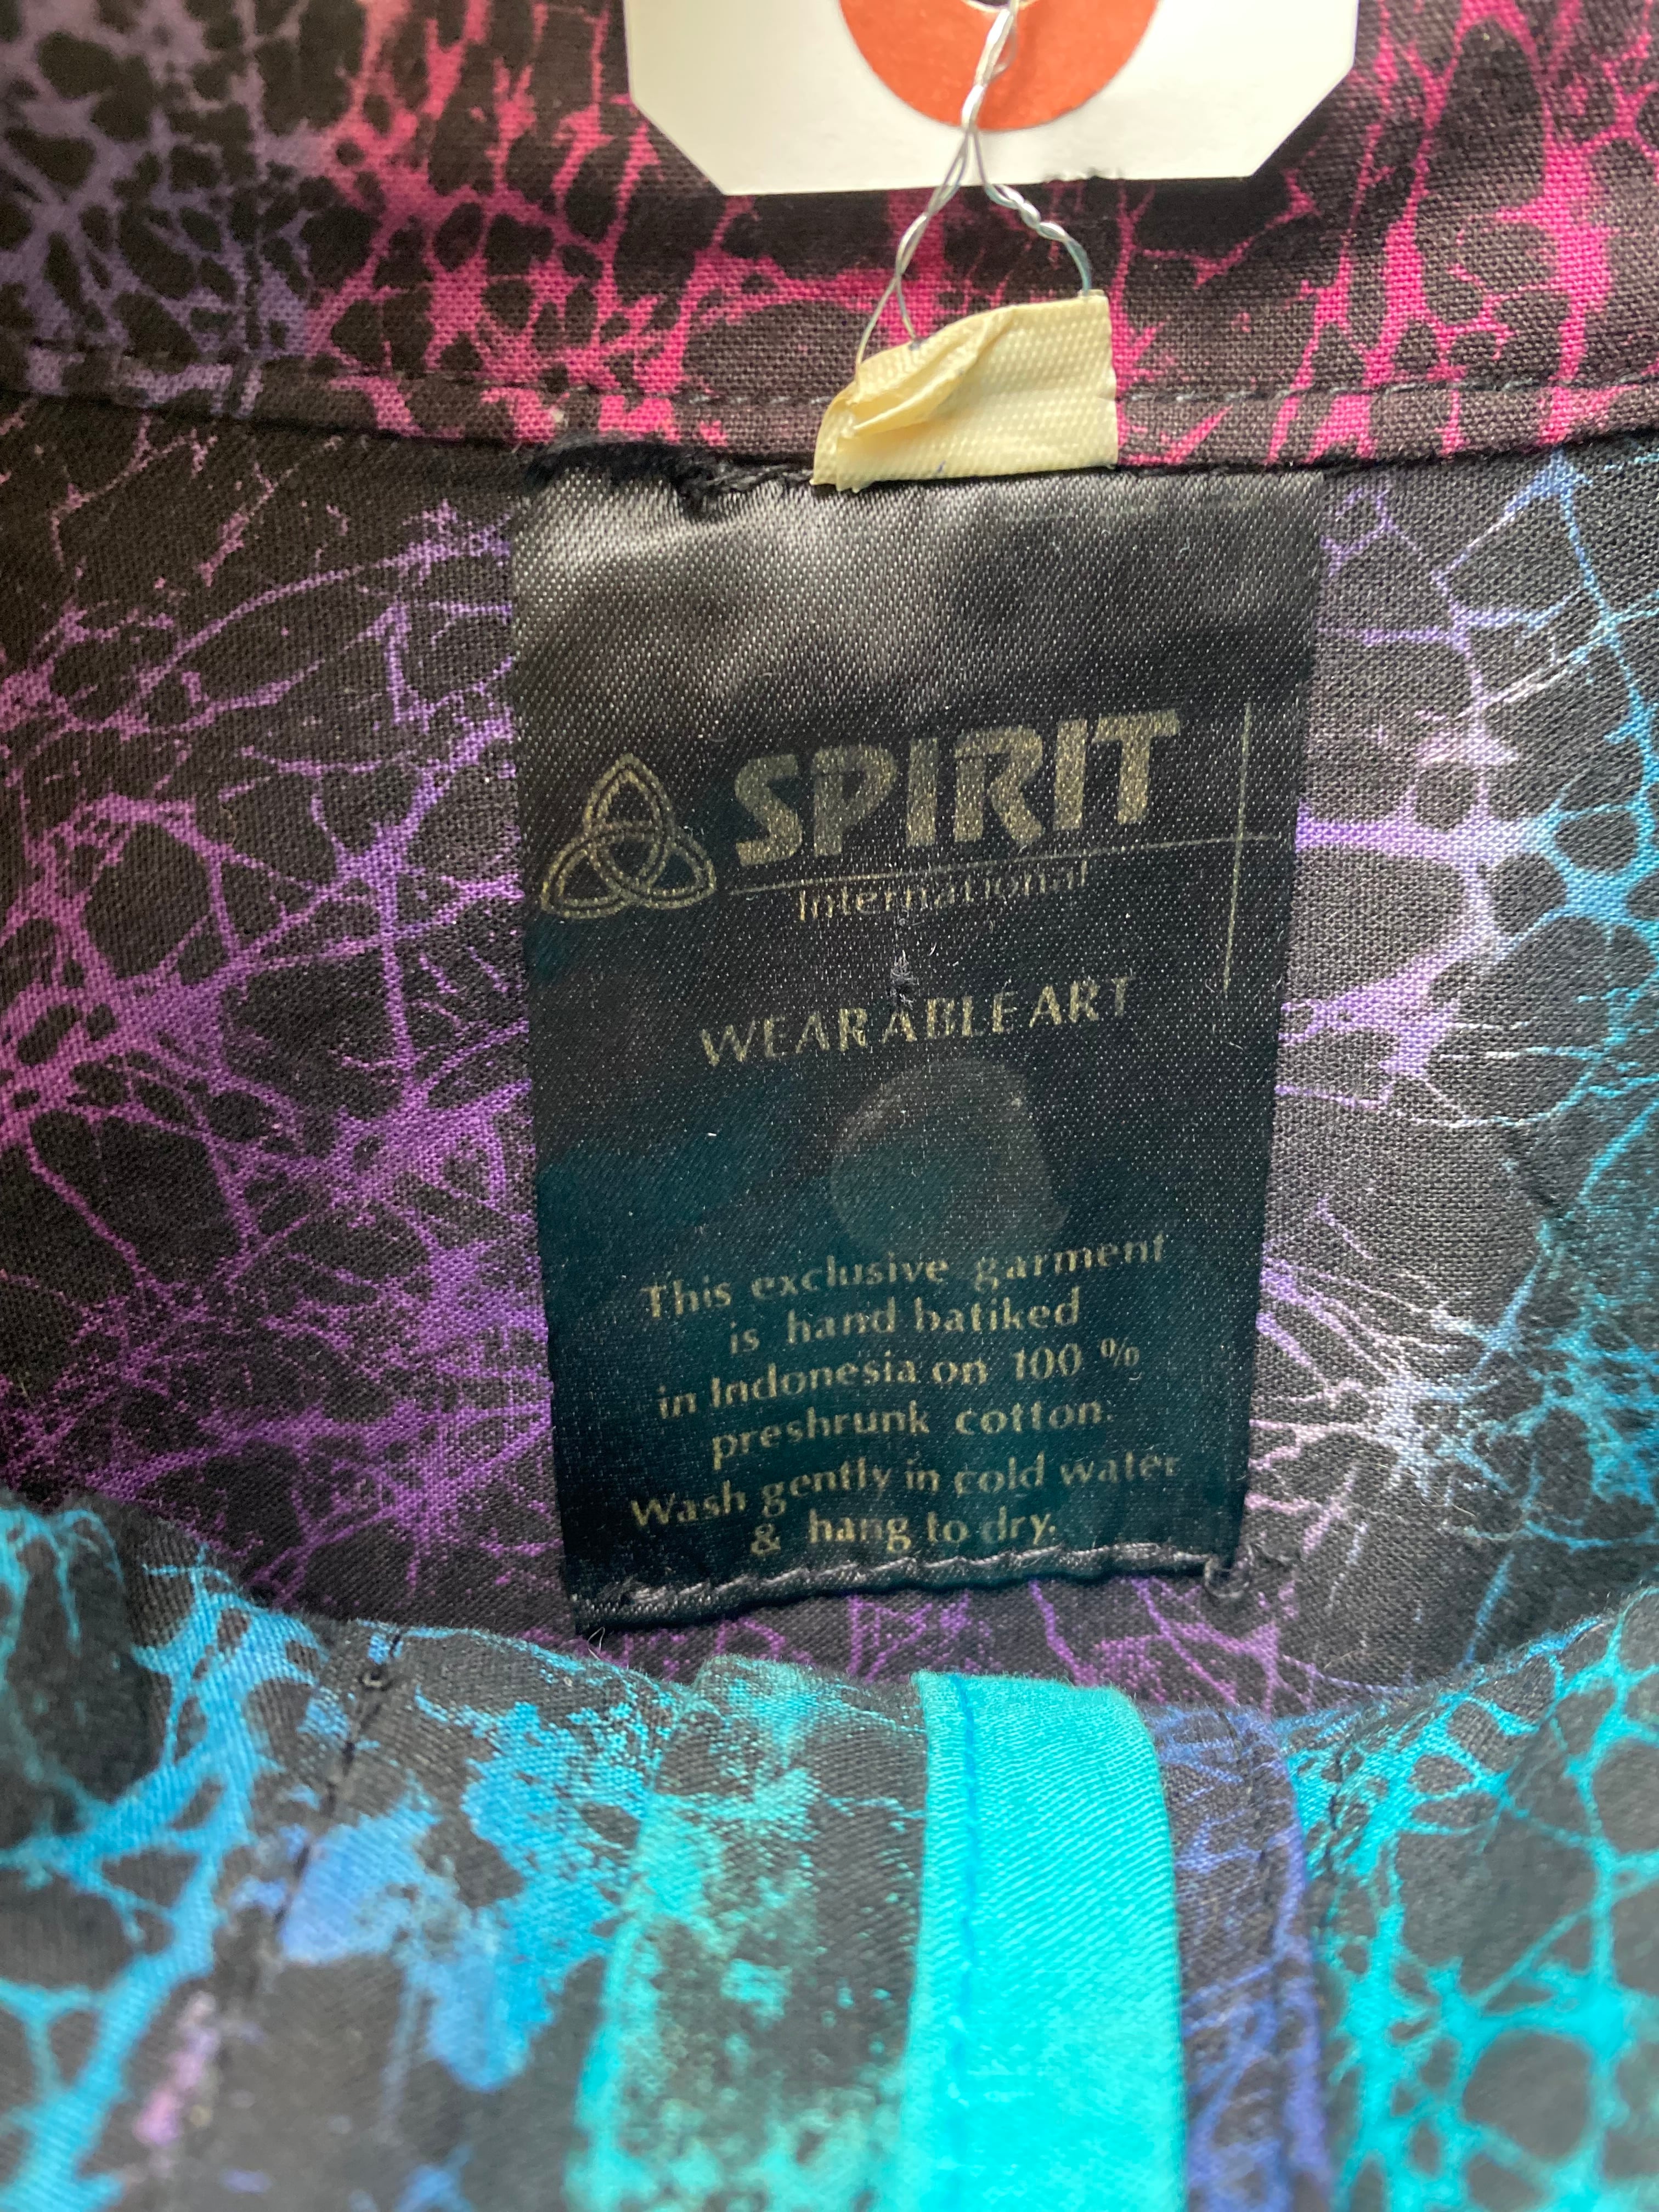 SPIRIT
International
WEARABLE ART
This exclusive garment
is hand batiked
in Indonesia on 100 %
preshrunk cotton.
Wash gently in cold water
& hang to dry.